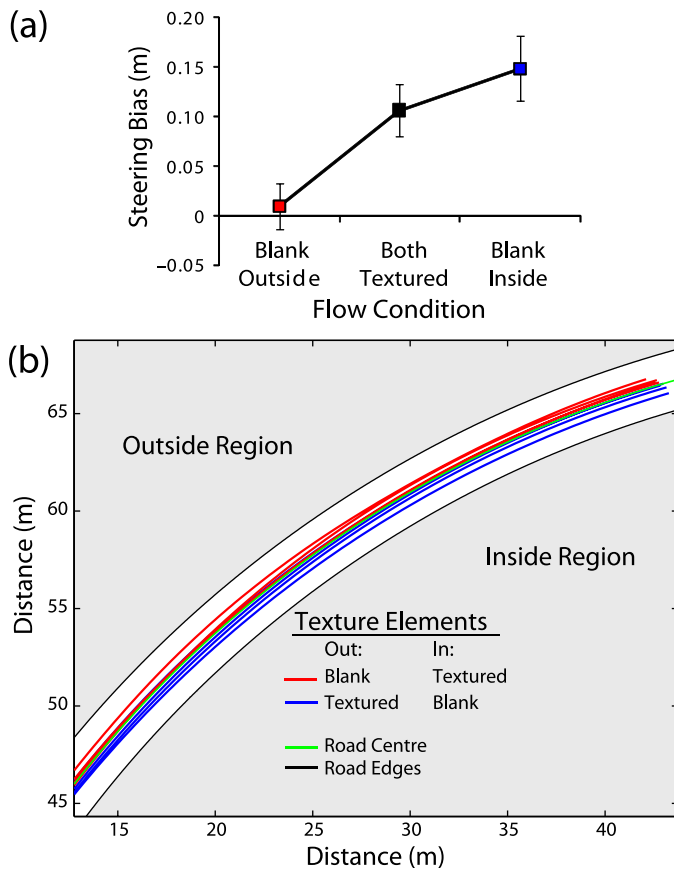 (a)
Steering Bias (m)
0.20
0.15
0.10
0.05
0
−0.05
Blank Outside
Both Textured
Blank Inside
Flow Condition
(b)
Distance (m)
65
60
55
50
45
Outside Region
Inside Region
Texture Elements
Out: In:
Blank Textured
Textured Blank
Road Centre
Road Edges
15 20 25 30 35 40
Distance (m)